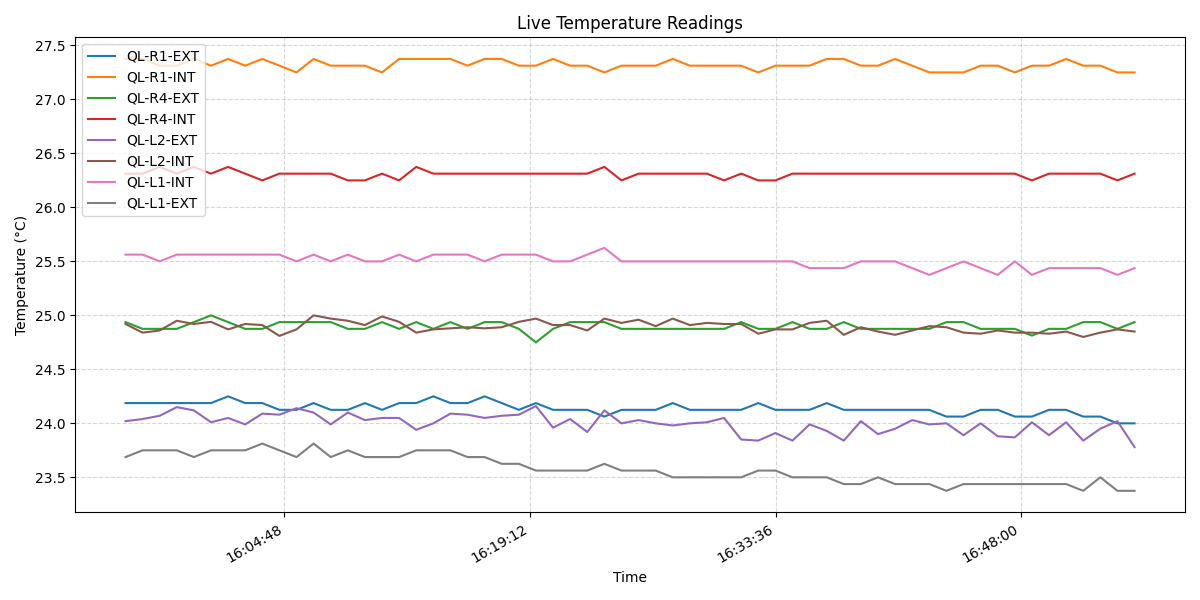 Live Temperature Readings
QL-R1-EXT
QL-R1-INT
QL-R4-EXT
QL-R4-INT
QL-L2-EXT
QL-L2-INT
QL-L1-INT
QL-L1-EXT
27.5
27.0
26.5
26.0
25.5
25.0
24.5
24.0
23.5
Temperature (°C)
16:04:48
16:19:12
16:33:36
16:48:00
Time